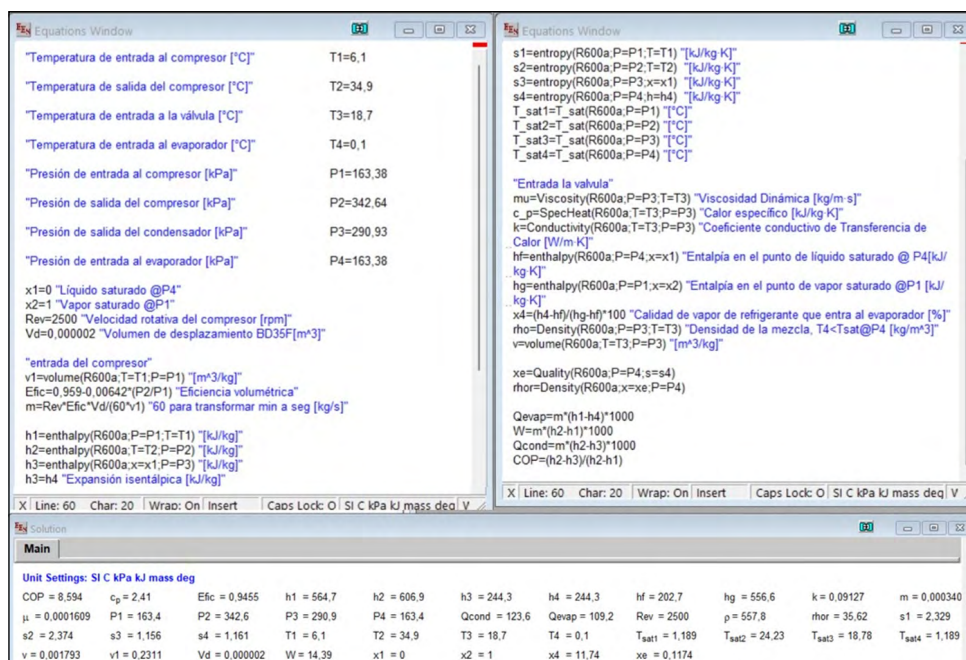 Equations Window
"Temperatura de entrada al compresor [°C]" T1=6,1
"Temperatura de salida del compresor [°C]" T2=34,9
"Temperatura de entrada a la válvula [°C]" T3=18,7
"Temperatura de entrada al evaporador [°C]" T4=0,1
"Presión de entrada al compresor [kPa]" P1=163,38
"Presión de salida del compresor [kPa]" P2=342,64
"Presión de salida del condensador [kPa]" P3=290,93
"Presión de entrada al evaporador [kPa]" P4=163,38
x1=0 "Líquido saturado @P4"
x2=1 "Vapor saturado @P1"
Rev=2500 "Velocidad rotativa del compresor [rpm]"
Vd=0,000002 "Volumen de desplazamiento BD35F[m^3]"
"entrada del compresor"
v1=volume(R600a;T=T1;P=P1) "[m^3/kg]"
Efic=0,959-0,00642*(P2/P1) "Eficiencia volumétrica"
m=Rev*Efic*Vd/(60*v1) "60 para transformar min a seg [kg/s]"
h1=enthalpy(R600a;P=P1;T=T1) "[kJ/kg]"
h2=enthalpy(R600a;T=T2;P=P2) "[kJ/kg]"
h3=enthalpy(R600a;x=x1;P=P3) "[kJ/kg]"
h3=h4 "Expansión isentálpica [kJ/kg]"
X Line: 60 Char: 20 Wrap: On Insert Caps Lock: O SI C kPa kJ mass deg V
Equations Window
s1=entropy(R600a;P=P1;T=T1) "[kJ/kg·K]"
s2=entropy(R600a;P=P2;T=T2) "[kJ/kg·K]"
s3=entropy(R600a;P=P3;x=x1) "[kJ/kg·K]"
s4=entropy(R600a;P=P4;h=h4) "[kJ/kg·K]"
T_sat1=T_sat(R600a;P=P1) "[°C]"
T_sat2=T_sat(R600a;P=P2) "[°C]"
T_sat3=T_sat(R600a;P=P3) "[°C]"
T_sat4=T_sat(R600a;P=P4) "[°C]"
"Entrada la valvula"
mu=Viscosity(R600a;P=P3;T=T3) "Viscosidad Dinámica [kg/m·s]"
c_p=SpecHeat(R600a;T=T3;P=P3) "Calor específico [kJ/kg·K]"
k=Conductivity(R600a;T=T3;P=P3) "Coeficiente conductivo de Transferencia de
Calor [W/m·K]"
hf=enthalpy(R600a;P=P4;x=x1) "Entalpía en el punto de líquido saturado @ P4[kJ/
kg·K]"
hg=enthalpy(R600a;P=P1;x=x2) "Entalpía en el punto de vapor saturado @P1 [kJ/
kg·K]"
x4=(h4-hf)/(hg-hf)*100 "Calidad de vapor de refrigerante que entra al evaporador [%]"
rho=Density(R600a;P=P3;T=T3) "Densidad de la mezcla, T4<Tsat@P4 [kg/m^3]"
v=volume(R600a;T=T3;P=P3) "[m^3/kg]"
xe=Quality(R600a;P=P4;s=s4)
rhor=Density(R600a;x=xe;P=P4)
Qevap=m*(h1-h4)*1000
W=m*(h2-h1)*1000
Qcond=m*(h2-h3)*1000
COP=(h2-h3)/(h2-h1)
X Line: 60 Char: 20 Wrap: On Insert Caps Lock: O SI C kPa kJ mass deg V
Solution
Main
Unit Settings: SI C kPa kJ mass deg
COP = 8,594 cp = 2,41 Efic = 0,9455 h1 = 564,7 h2 = 606,9 h3 = 244,3 h4 = 244,3 hf = 202,7 hg = 556,6 k = 0,09127 m = 0,000340
μ = 0,0001609 P1 = 163,4 P2 = 342,6 P3 = 290,9 P4 = 163,4 Qcond = 123,6 Qevap = 109,2 Rev = 2500 ρ = 557,8 rhor = 35,62 s1 = 2,329
s2 = 2,374 s3 = 1,156 s4 = 1,161 T1 = 6,1 T2 = 34,9 T3 = 18,7 T4 = 0,1 Tsat1 = 1,189 Tsat2 = 24,23 Tsat3 = 18,78 Tsat4 = 1,189
v = 0,001793 v1 = 0,2311 Vd = 0,000002 W = 14,39 x1 = 0 x2 = 1 x4 = 11,74 xe = 0,1174